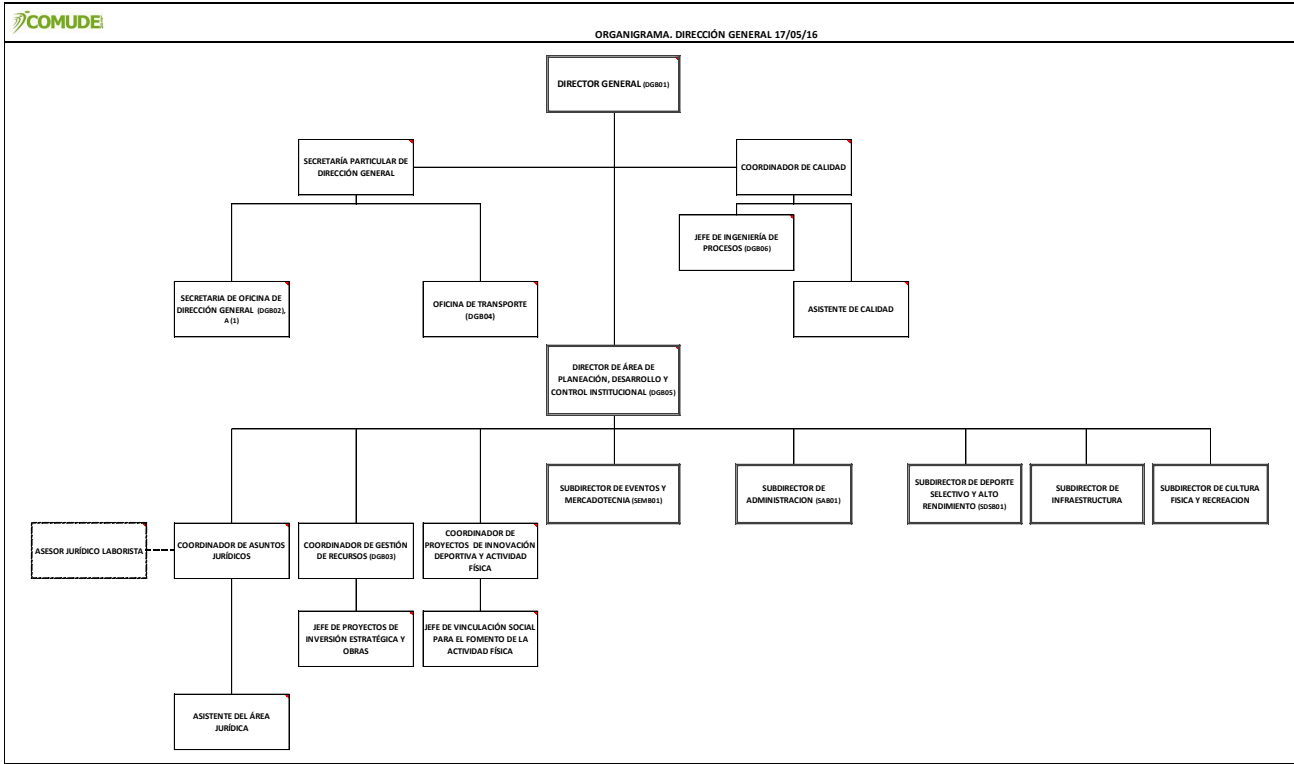 COMUDE
ORGANIGRAMA. DIRECCIÓN GENERAL 17/05/16
DIRECTOR GENERAL (DGB01)
SECRETARÍA PARTICULAR DE
DIRECCIÓN GENERAL
COORDINADOR DE CALIDAD
JEFE DE INGENIERÍA DE
PROCESOS (DGB06)
SECRETARIA DE OFICINA DE
DIRECCIÓN GENERAL (DGB02),
A (1)
OFICINA DE TRANSPORTE
(DGB04)
ASISTENTE DE CALIDAD
DIRECTOR DE ÁREA DE
PLANEACIÓN, DESARROLLO Y
CONTROL INSTITUCIONAL (DGB05)
SUBDIRECTOR DE EVENTOS Y
MERCADOTECNIA (SEMB01)
SUBDIRECTOR DE
ADMINISTRACION (SAB01)
SUBDIRECTOR DE DEPORTE
SELECTIVO Y ALTO
RENDIMIENTO (SDSB01)
SUBDIRECTOR DE
INFRAESTRUCTURA
SUBDIRECTOR DE CULTURA
FISICA Y RECREACION
ASESOR JURÍDICO LABORISTA
COORDINADOR DE ASUNTOS
JURÍDICOS
COORDINADOR DE GESTIÓN
DE RECURSOS (DGB03)
COORDINADOR DE
PROYECTOS DE INNOVACIÓN
DEPORTIVA Y ACTIVIDAD
FÍSICA
JEFE DE PROYECTOS DE
INVERSIÓN ESTRATÉGICA Y
OBRAS
JEFE DE VINCULACIÓN SOCIAL
PARA EL FOMENTO DE LA
ACTIVIDAD FÍSICA
ASISTENTE DEL ÁREA
JURÍDICA